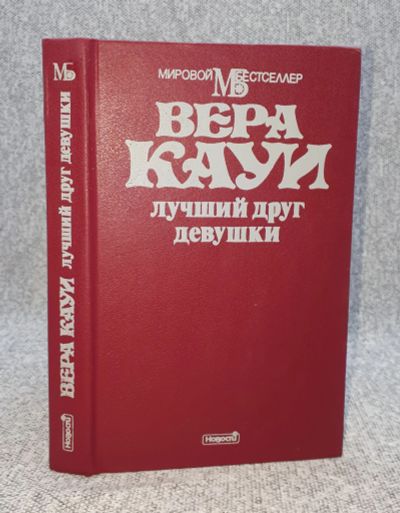 МБ
ВЕРА КАУИ ЛУЧШИЙ ДРУГ ДЕВУШКИ
Новости
МИРОВОЙ МБ БЕСТСЕЛЛЕР
ВЕРА
КАУИ
ЛУЧШИЙ ДРУГ
ДЕВУШКИ
Новости